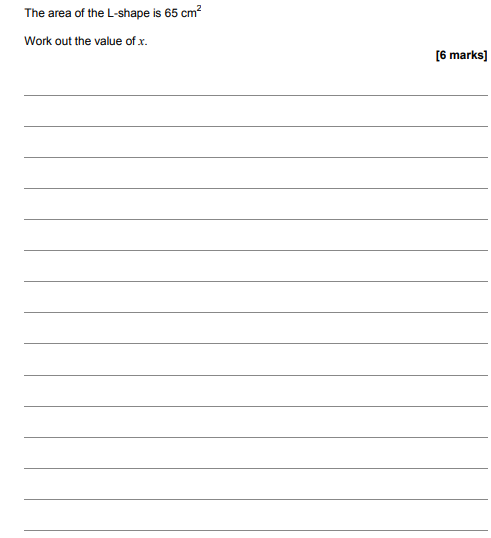 The area of the L-shape is 65 cm²
Work out the value of x.
[6 marks]